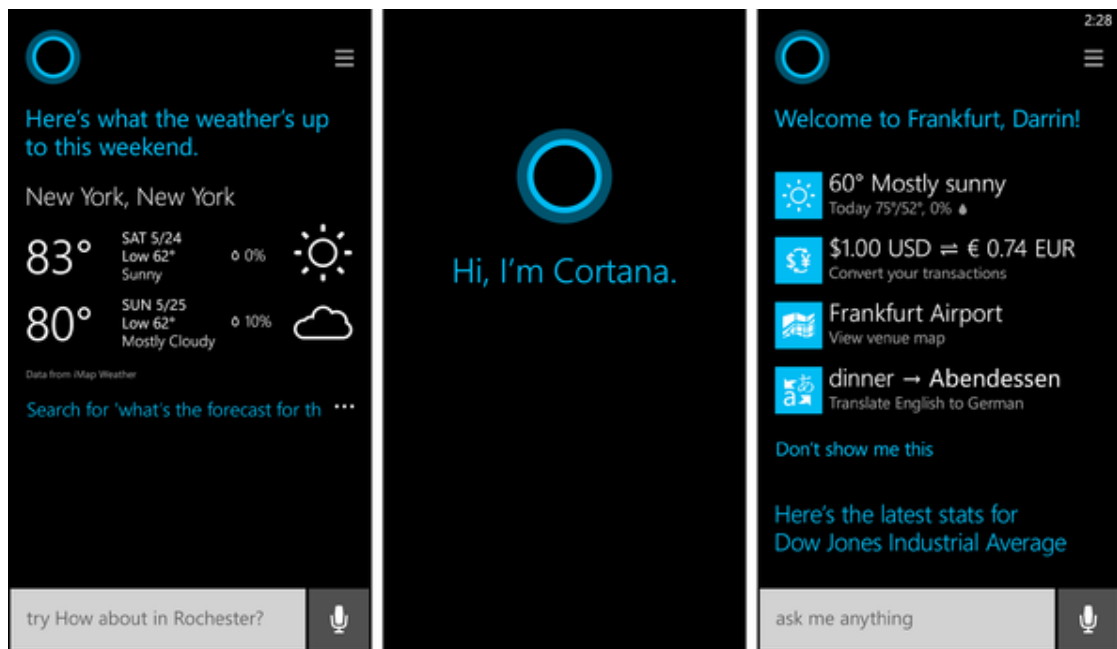 Here's what the weather's up
to this weekend.
New York, New York
83°
SAT 5/24
Low 62°
Sunny
0%
80°
SUN 5/25
Low 62°
Mostly Cloudy
10%
Data from iMap Weather
Search for 'what's the forecast for th ...
try How about in Rochester?
Hi, I'm Cortana.
2:28
Welcome to Frankfurt, Darrin!
60° Mostly sunny
Today 75°/52°, 0%
$1.00 USD ⇌ € 0.74 EUR
Convert your transactions
Frankfurt Airport
View venue map
dinner → Abendessen
Translate English to German
Don't show me this
Here's the latest stats for
Dow Jones Industrial Average
ask me anything